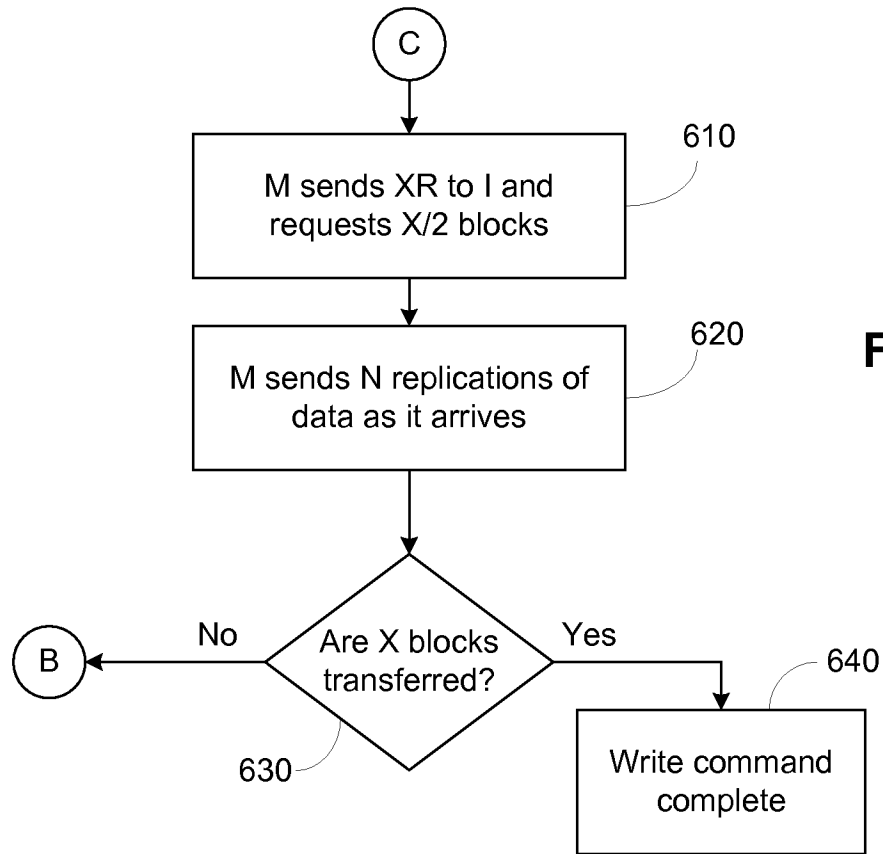 C
610
M sends XR to I and
requests X/2 blocks
620
M sends N replications of
data as it arrives
F
B
No
Are X blocks
transferred?
Yes
630
640
Write command
complete